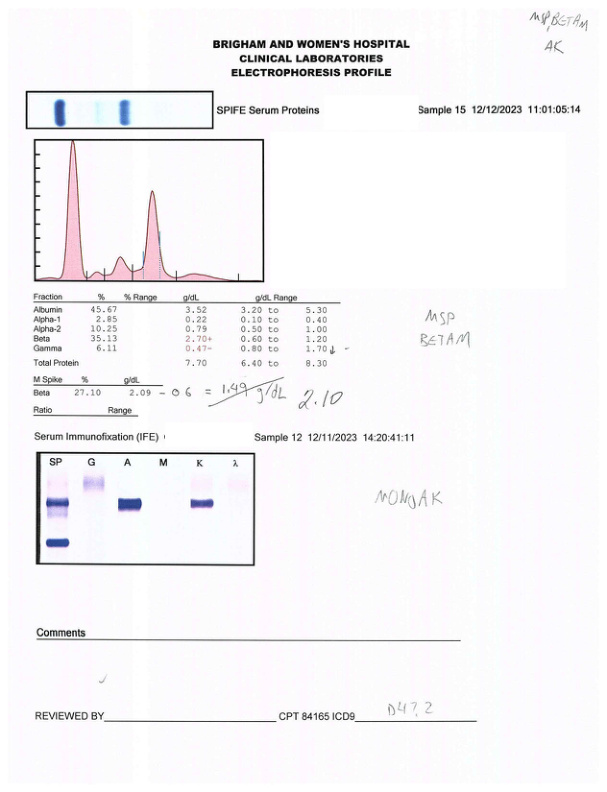 MSP, BETAM
AK
BRIGHAM AND WOMEN'S HOSPITAL
CLINICAL LABORATORIES
ELECTROPHORESIS PROFILE
SPIFE Serum Proteins Sample 15 12/12/2023 11:01:05:14
Fraction % % Range g/dL g/dL Range
Albumin 45.67 3.52 3.20 to 5.30
Alpha-1 2.85 0.22 0.10 to 0.40
Alpha-2 10.25 0.79 0.50 to 1.00
Beta 35.13 2.70+ 0.60 to 1.20
Gamma 6.11 0.47- 0.80 to 1.70 ↓ -
Total Protein 7.70 6.40 to 8.30
MSP
BETAM
M Spike % g/dL
Beta 27.10 2.09 - 0 6 = 1.49 g/dL 2.10
Ratio Range
Serum Immunofixation (IFE) Sample 12 12/11/2023 14:20:41:11
SP G A M K λ
MONOAK
Comments
REVIEWED BY CPT 84165 ICD9 D47.2